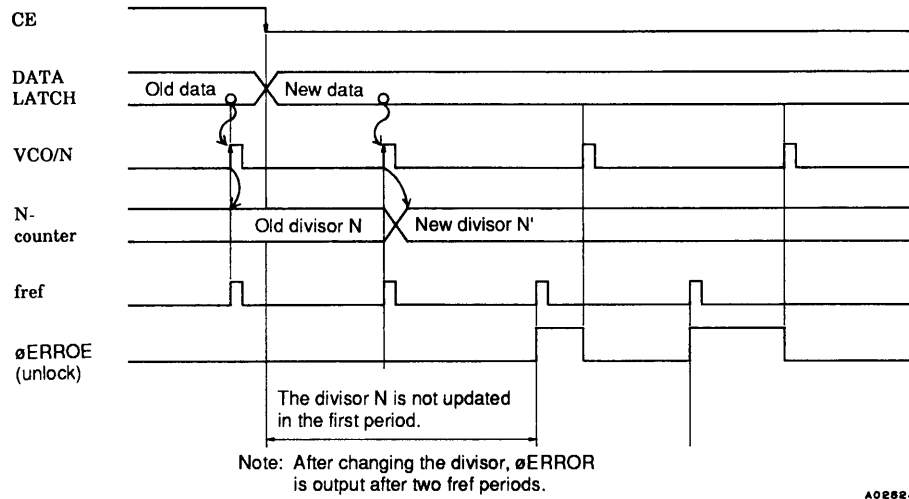 CE
DATA
LATCH
Old data
New data
VCO/N
N-
counter
Old divisor N
New divisor N'
fref
øERROE
(unlock)
The divisor N is not updated
in the first period.
Note: After changing the divisor, øERROR
is output after two fref periods.